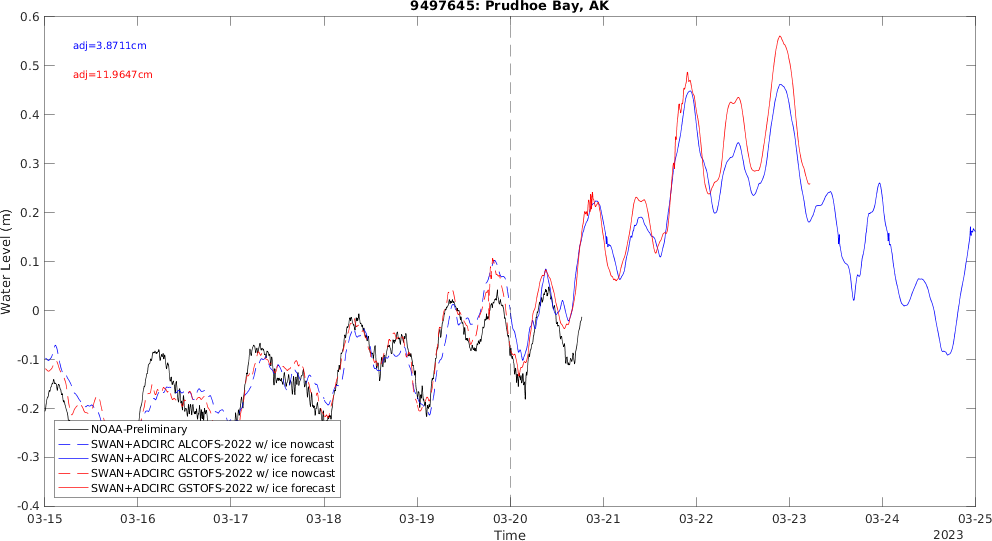 9497645: Prudhoe Bay, AK
adj=3.8711cm
adj=11.9647cm
Water Level (m)
0.6
0.5
0.4
0.3
0.2
0.1
0
-0.1
-0.2
-0.3
-0.4
NOAA-Preliminary
SWAN+ADCIRC ALCOFS-2022 w/ ice nowcast
SWAN+ADCIRC ALCOFS-2022 w/ ice forecast
SWAN+ADCIRC GSTOFS-2022 w/ ice nowcast
SWAN+ADCIRC GSTOFS-2022 w/ ice forecast
03-15 03-16 03-17 03-18 03-19 03-20 03-21 03-22 03-23 03-24 03-25
Time
2023